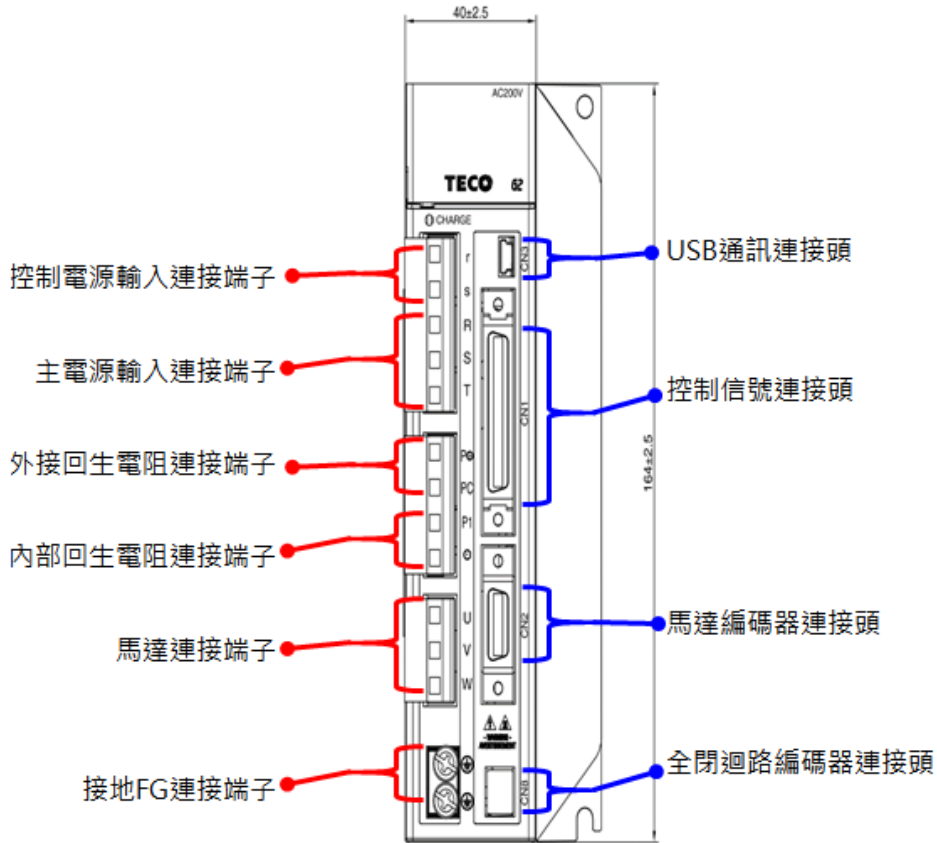 40±2.5
AC200V
TECO G2
CHARGE
控制電源輸入連接端子
主電源輸入連接端子
外接回生電阻連接端子
內部回生電阻連接端子
馬達連接端子
接地FG連接端子
r
s
R
S
T
P⊕
PC
P1
⊖
U
V
W
CN3
CN1
CN2
CN8
USB通訊連接頭
控制信號連接頭
164±2.5
馬達編碼器連接頭
全閉迴路編碼器連接頭